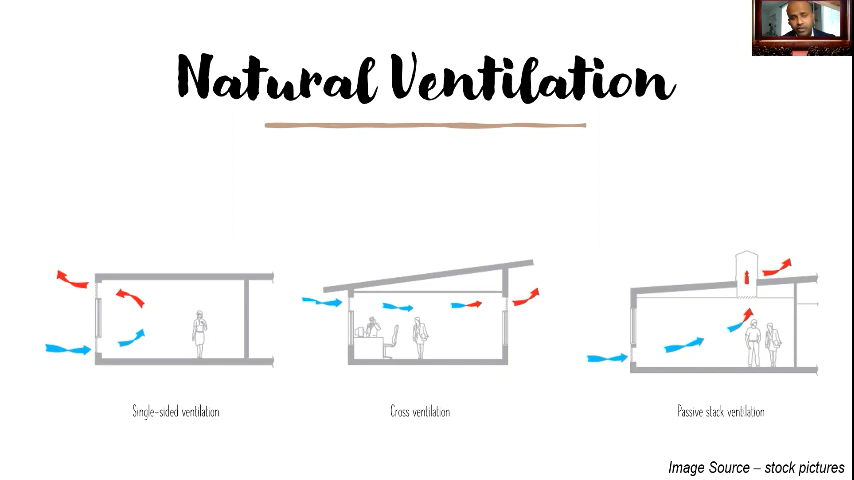 Natural Ventilation
Single-sided ventilation
Cross ventilation
Passive stack ventilation
Image Source – stock pictures